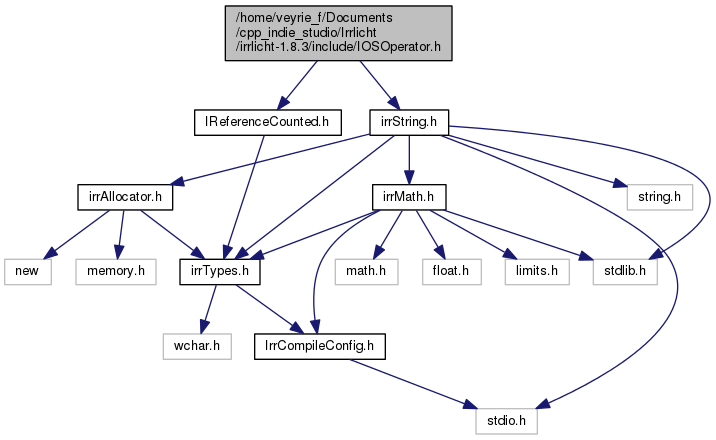 /home/veyrie_f/Documents
/cpp_indie_studio/Irrlicht
/irrlicht-1.8.3/include/IOSOperator.h
IReferenceCounted.h
irrString.h
irrAllocator.h
irrMath.h
string.h
new
memory.h
irrTypes.h
math.h
float.h
limits.h
stdlib.h
wchar.h
IrrCompileConfig.h
stdio.h